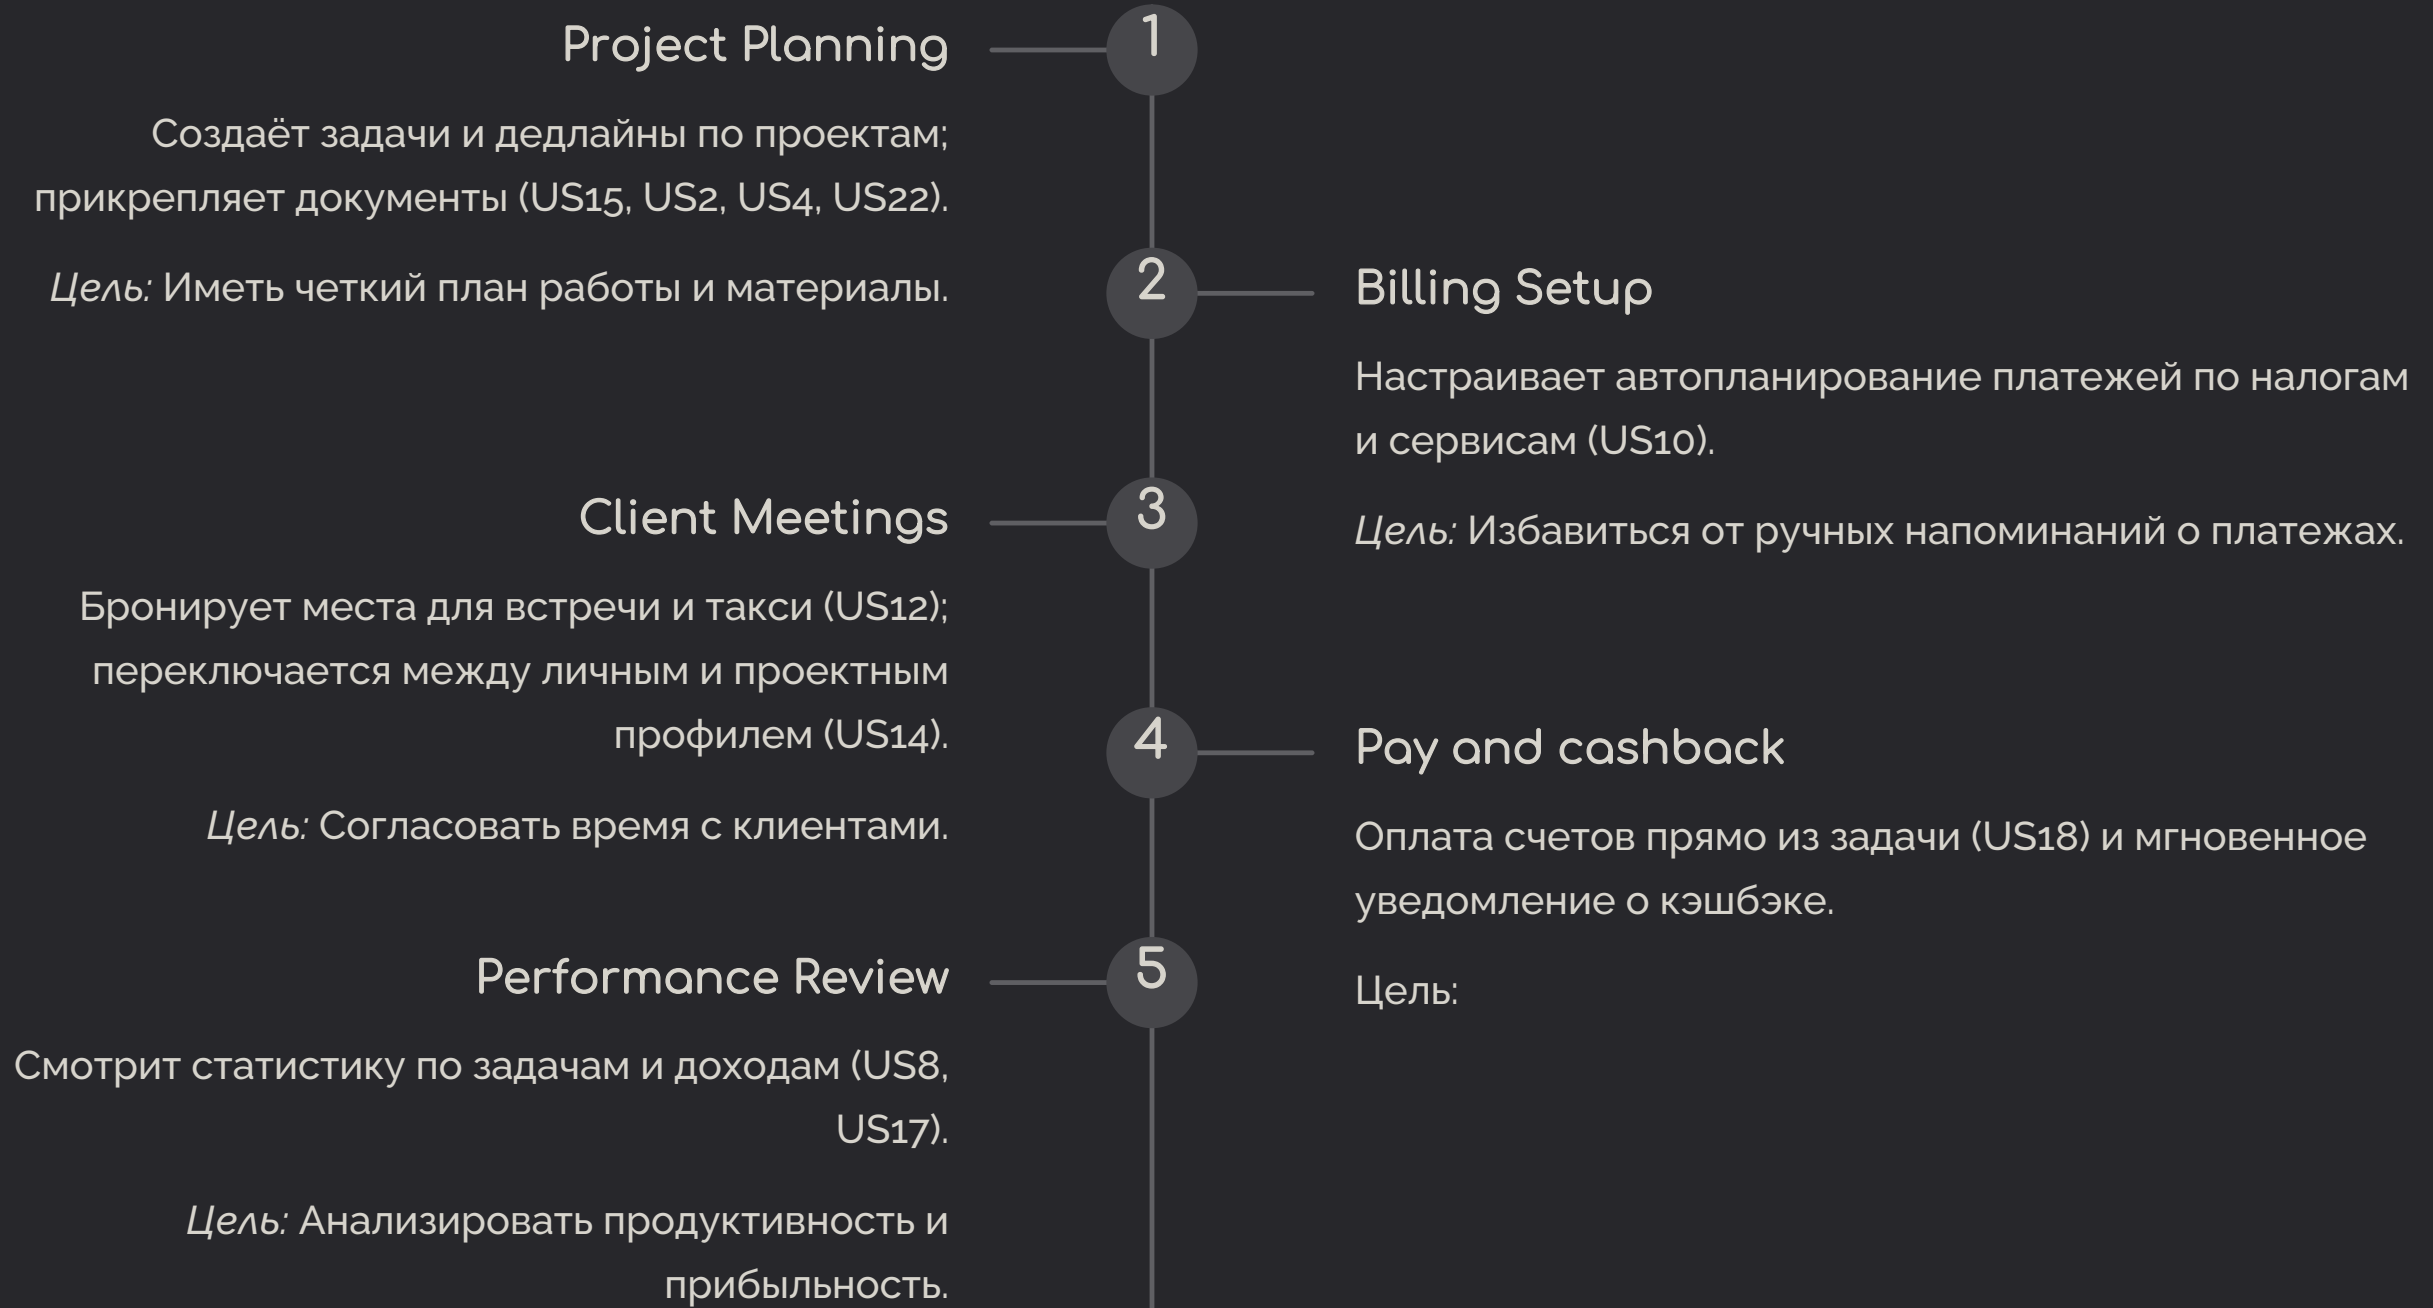 1
Project Planning
Создаёт задачи и дедлайны по проектам;
прикрепляет документы (US15, US2, US4, US22).
Цель: Иметь четкий план работы и материалы.
2
Billing Setup
Настраивает автопланирование платежей по налогам
и сервисам (US10).
Цель: Избавиться от ручных напоминаний о платежах.
3
Client Meetings
Бронирует места для встречи и такси (US12);
переключается между личным и проектным
профилем (US14).
Цель: Согласовать время с клиентами.
4
Pay and cashback
Оплата счетов прямо из задачи (US18) и мгновенное
уведомление о кэшбэке.
Цель:
5
Performance Review
Смотрит статистику по задачам и доходам (US8,
US17).
Цель: Анализировать продуктивность и
прибыльность.